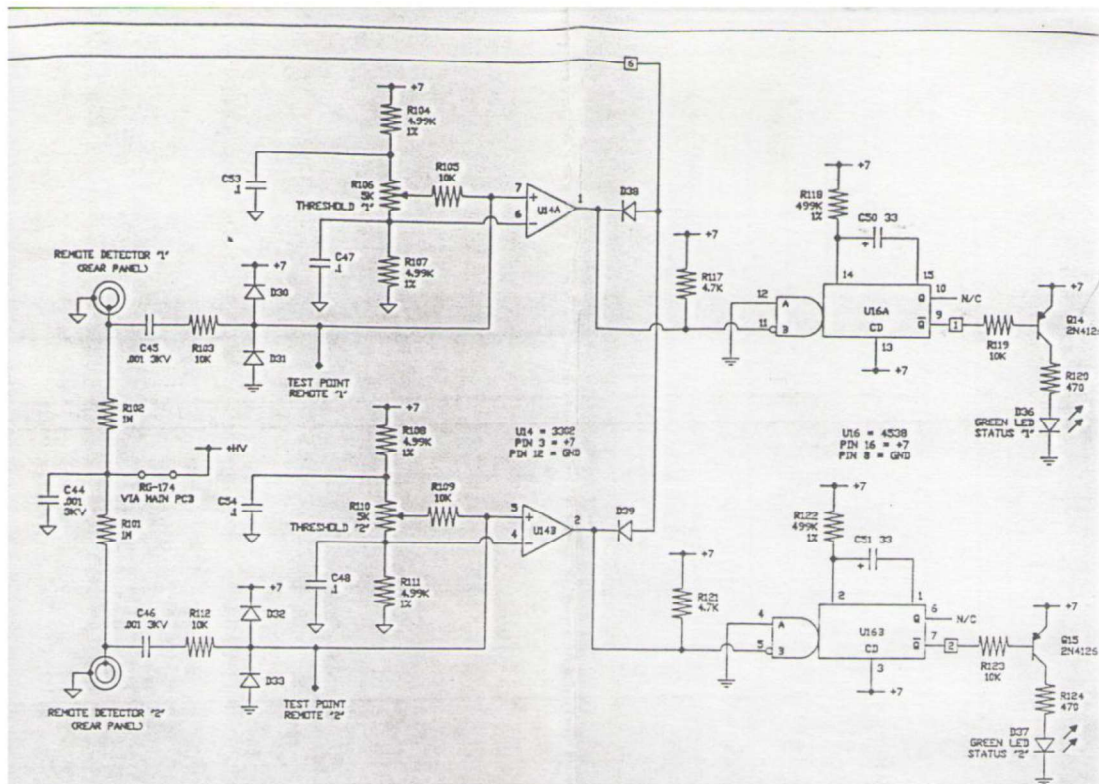 6
+7
R104
4.99K
1%
C53
.1
R105
10K
R106
5K
THRESHOLD "1"
7
+
6
-
U14A
1
D38
+7
R118
499K
1%
C50 33
+
14
15
REMOTE DETECTOR "1"
(REAR PANEL)
C47
.1
R107
4.99K
1%
+7
D30
+7
R117
4.7K
12
A
11
B
U16A
CD
10
Q
N/C
9
Q
1
13
+7
+7
Q14
2N4126
R119
10K
R120
470
D36
GREEN LED
STATUS "1"
C45
.001 3KV
R103
10K
D31
TEST POINT
REMOTE "1"
R102
1M
+7
R108
4.99K
1%
U14 = 3302
PIN 3 = +7
PIN 12 = GND
U16 = 4538
PIN 16 = +7
PIN 8 = GND
+HV
RG-174
VIA MAIN PCB
C44
.001
3KV
C54
.1
R109
10K
R110
5K
THRESHOLD "2"
5
+
4
-
U14B
2
D39
+7
R122
499K
1%
C51 33
+
2
1
R101
1M
C48
.1
R111
4.99K
1%
+7
R121
4.7K
4
A
5
B
U16B
CD
6
Q
N/C
7
Q
2
3
+7
+7
Q15
2N4126
R123
10K
R124
470
D37
GREEN LED
STATUS "2"
C46
.001 3KV
R112
10K
+7
D32
D33
TEST POINT
REMOTE "2"
REMOTE DETECTOR "2"
(REAR PANEL)